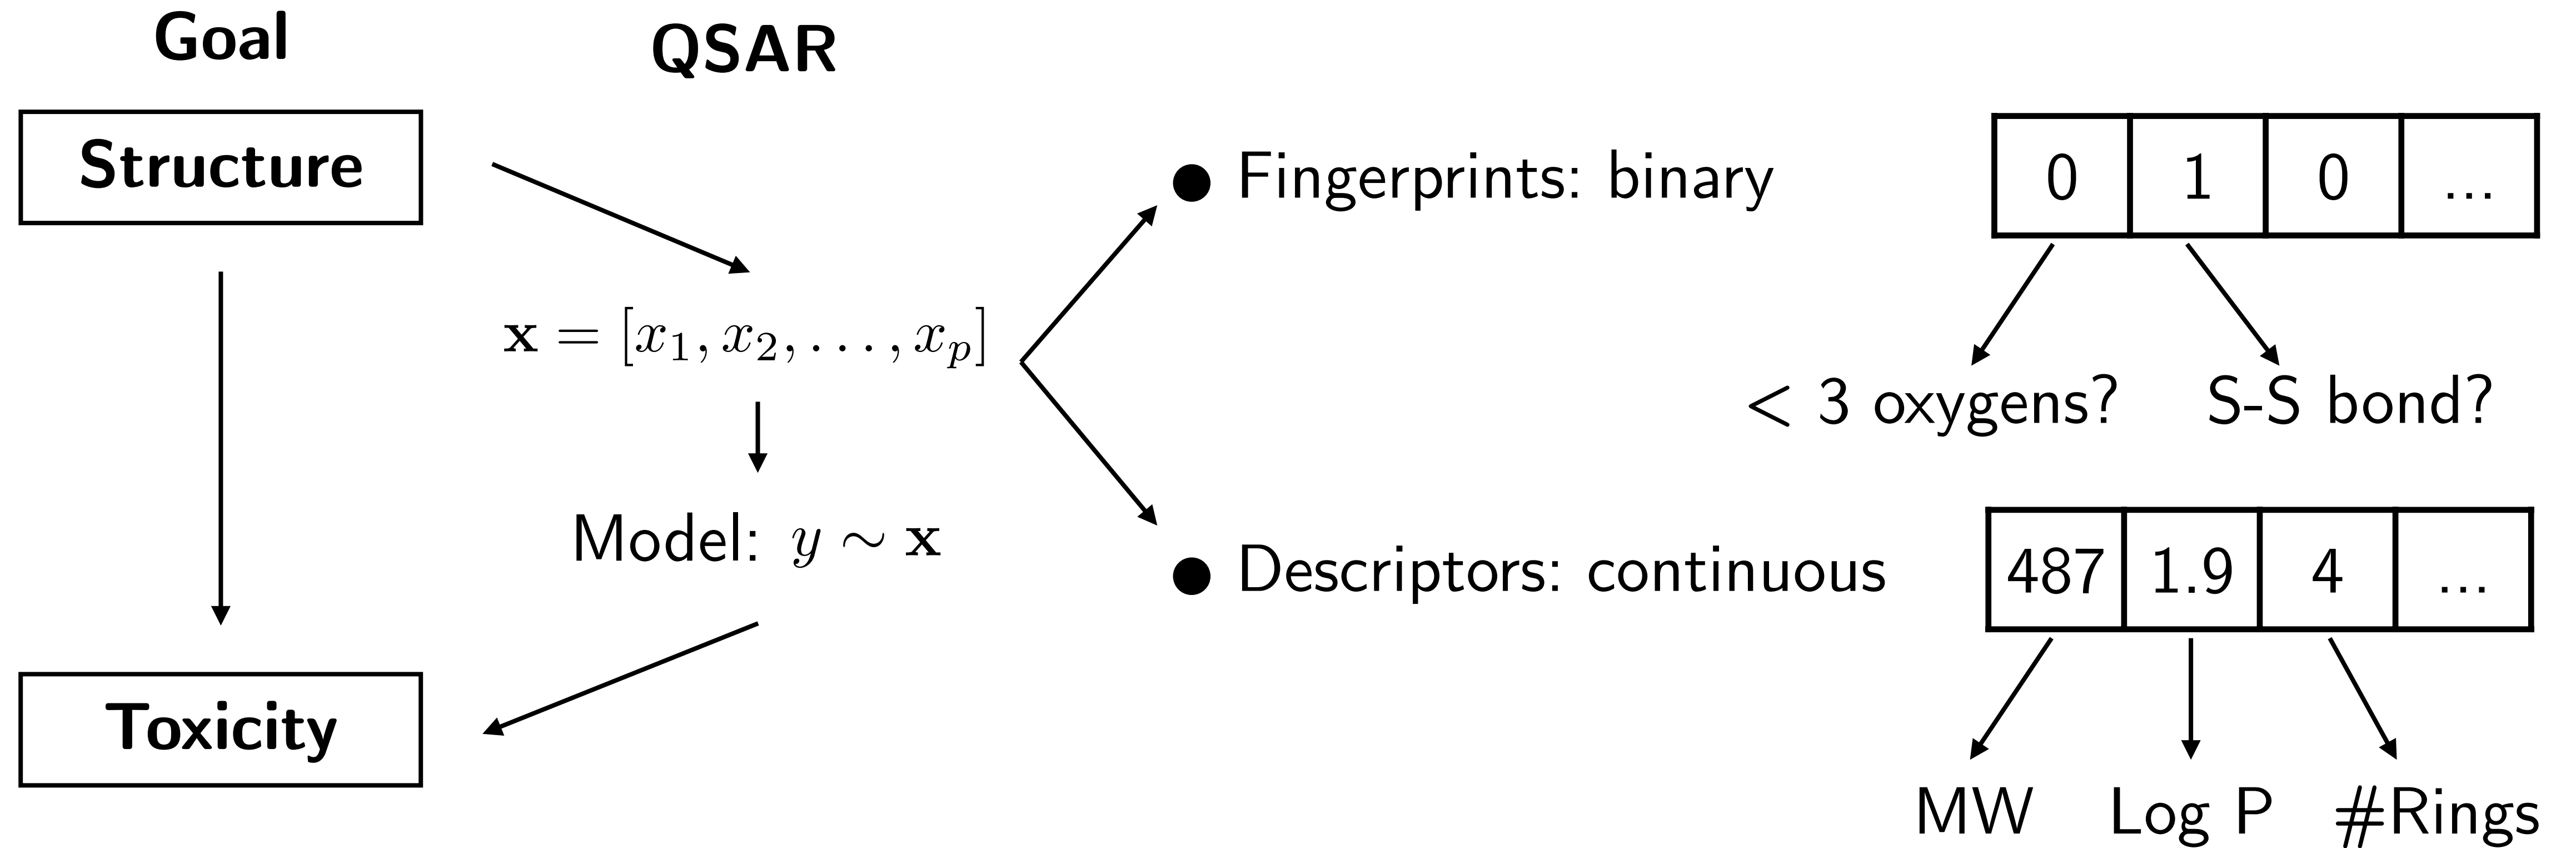 Goal
QSAR
Structure
x = [x₁, x₂, . . . , xₚ]
Model: y ∼ x
Toxicity
● Fingerprints: binary
0 1 0 ...
< 3 oxygens? S-S bond?
● Descriptors: continuous
487 1.9 4 ...
MW Log P #Rings